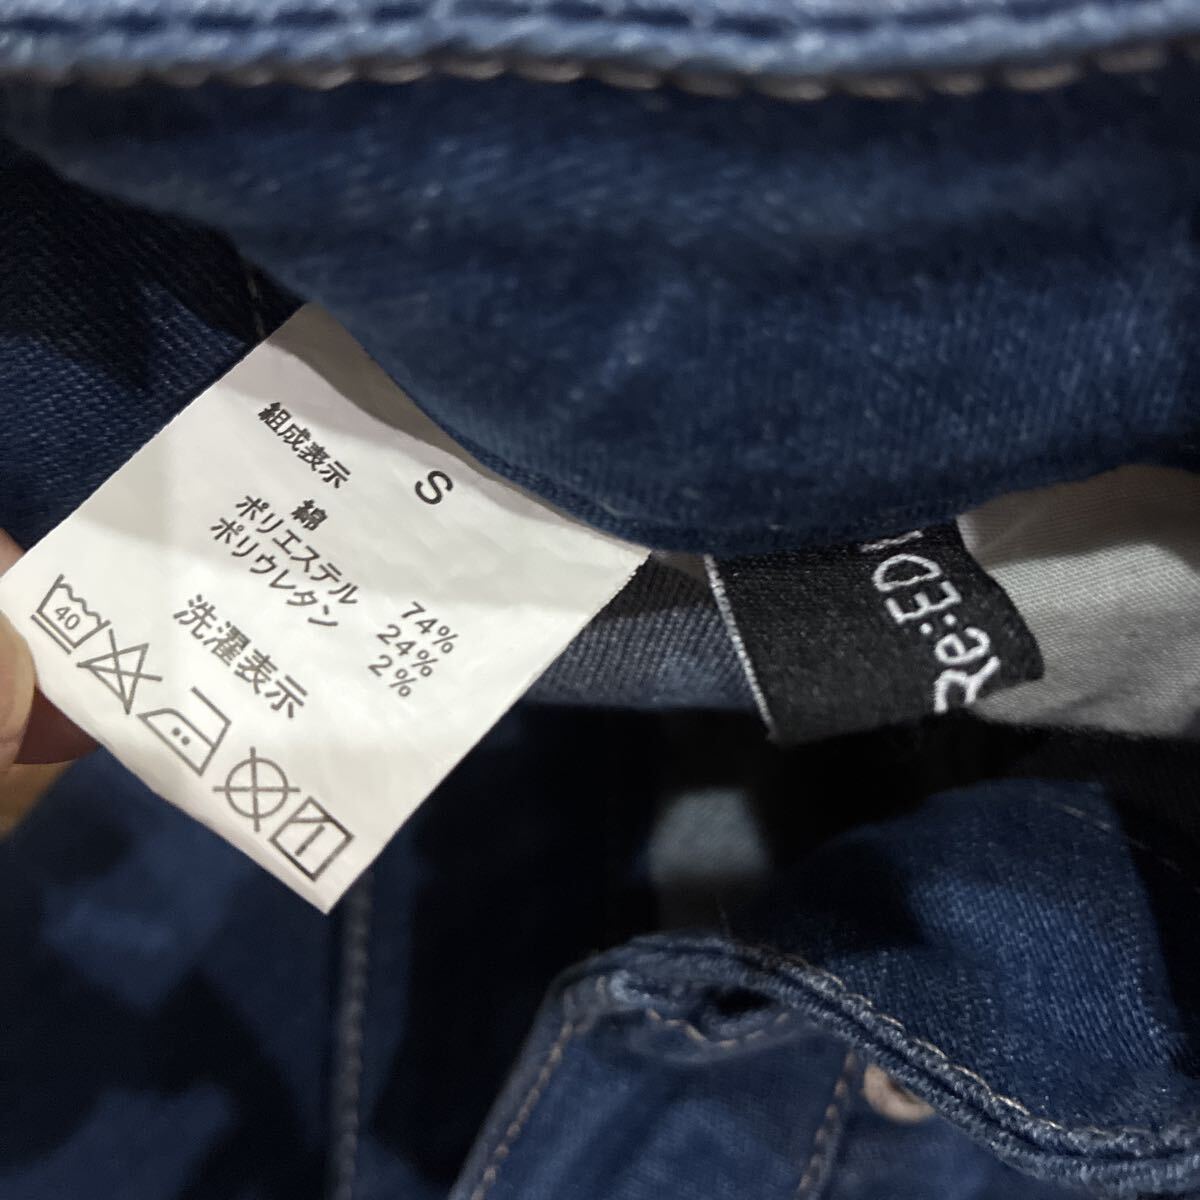 S
組成表示
綿 74%
ポリエステル 24%
ポリウレタン 2%
洗濯表示
40
Re:ED